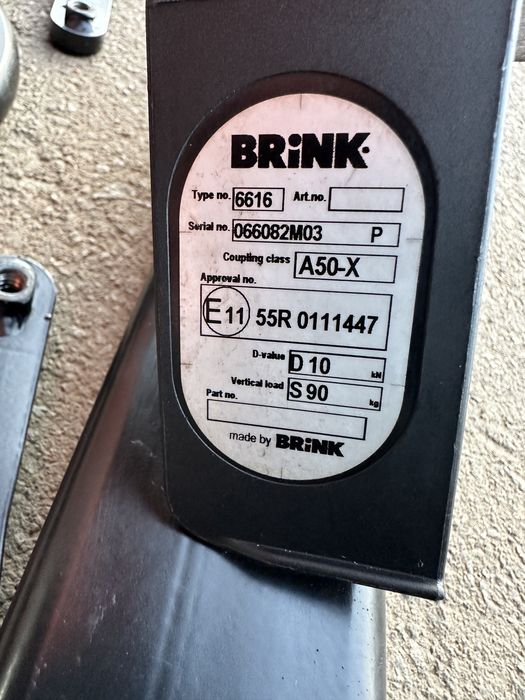 BRiNK
Type no. 6616 Art.no.
Serial no. 066082M03 P
Coupling class A50-X
Approval no.
E11 55R 0111447
D-value D 10 kN
Vertical load S 90 kg
Part no.
made by BRiNK